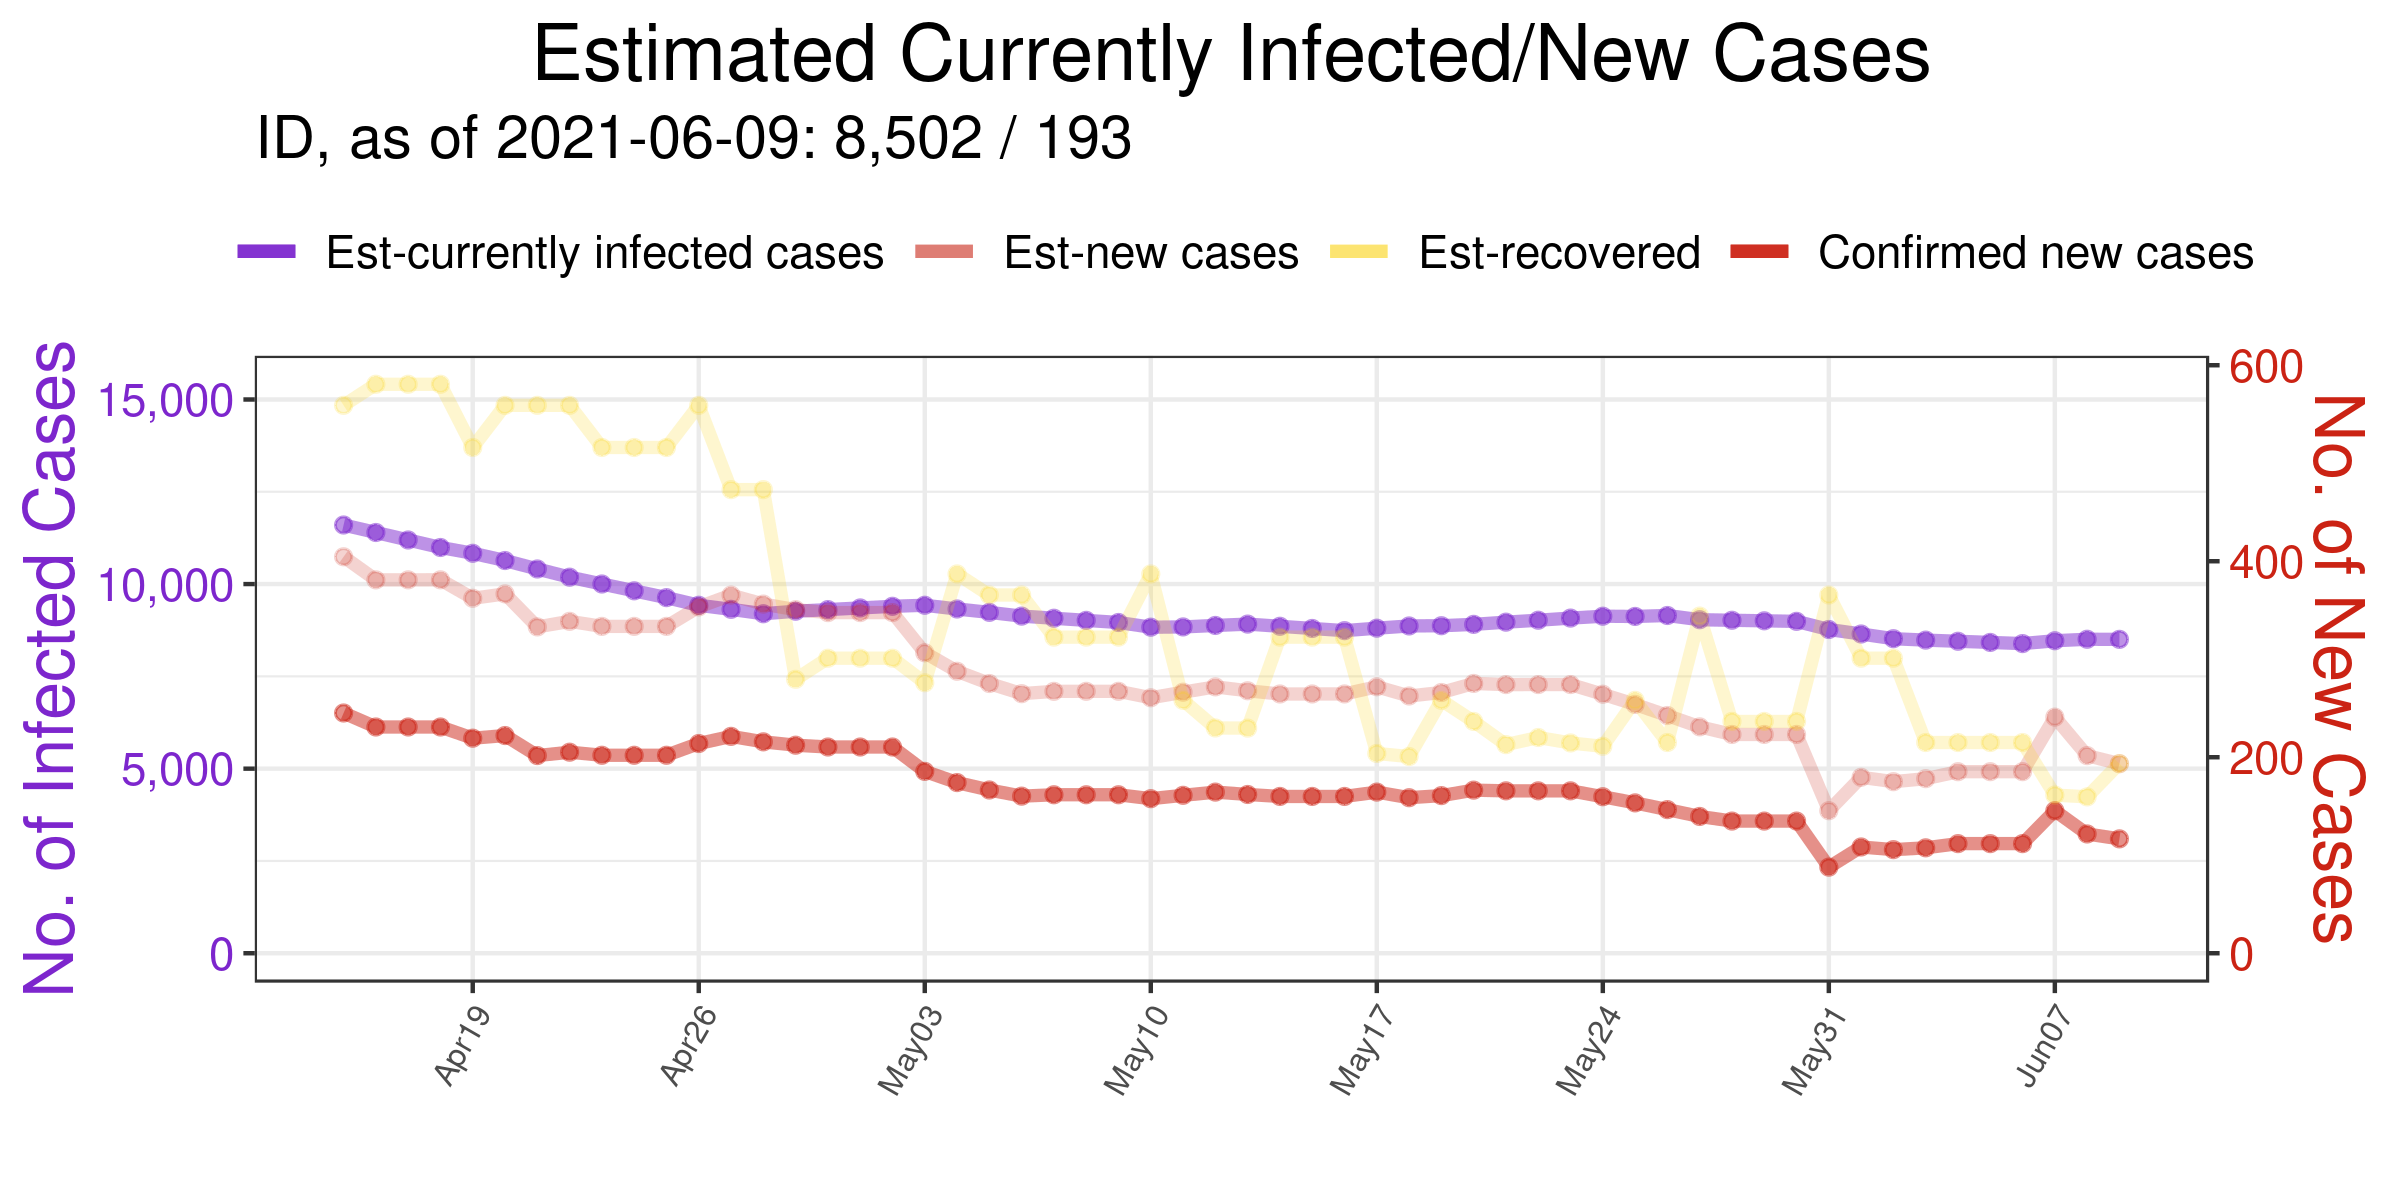 Estimated Currently Infected/New Cases
ID, as of 2021-06-09: 8,502 / 193
Est-currently infected cases Est-new cases Est-recovered Confirmed new cases
No. of Infected Cases
15,000
10,000
5,000
0
600
400
200
0
No. of New Cases
Apr19 Apr26 May03 May10 May17 May24 May31 Jun07